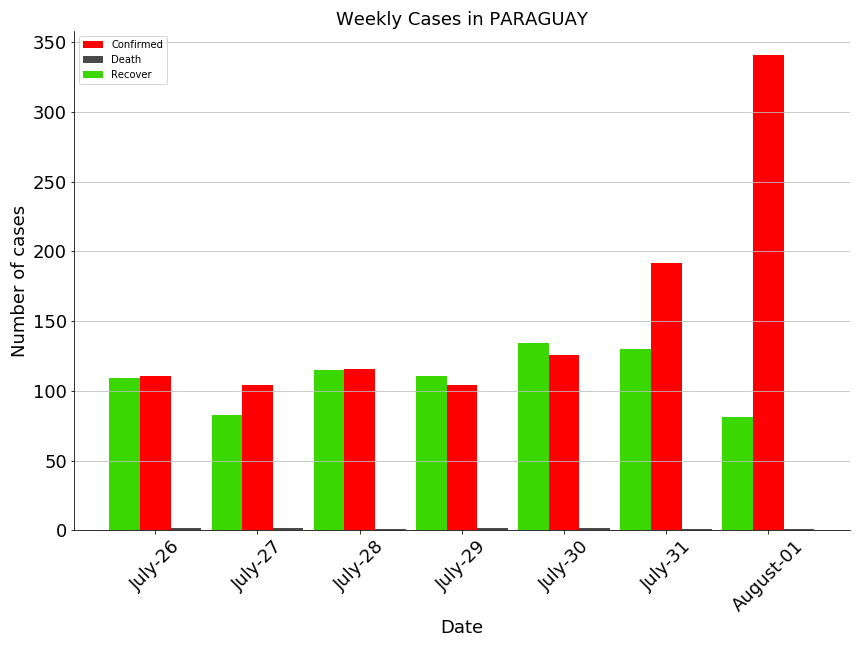 Weekly Cases in PARAGUAY
Confirmed
Death
Recover
350
300
250
200
150
100
50
0
Number of cases
July-26
July-27
July-28
July-29
July-30
July-31
August-01
Date